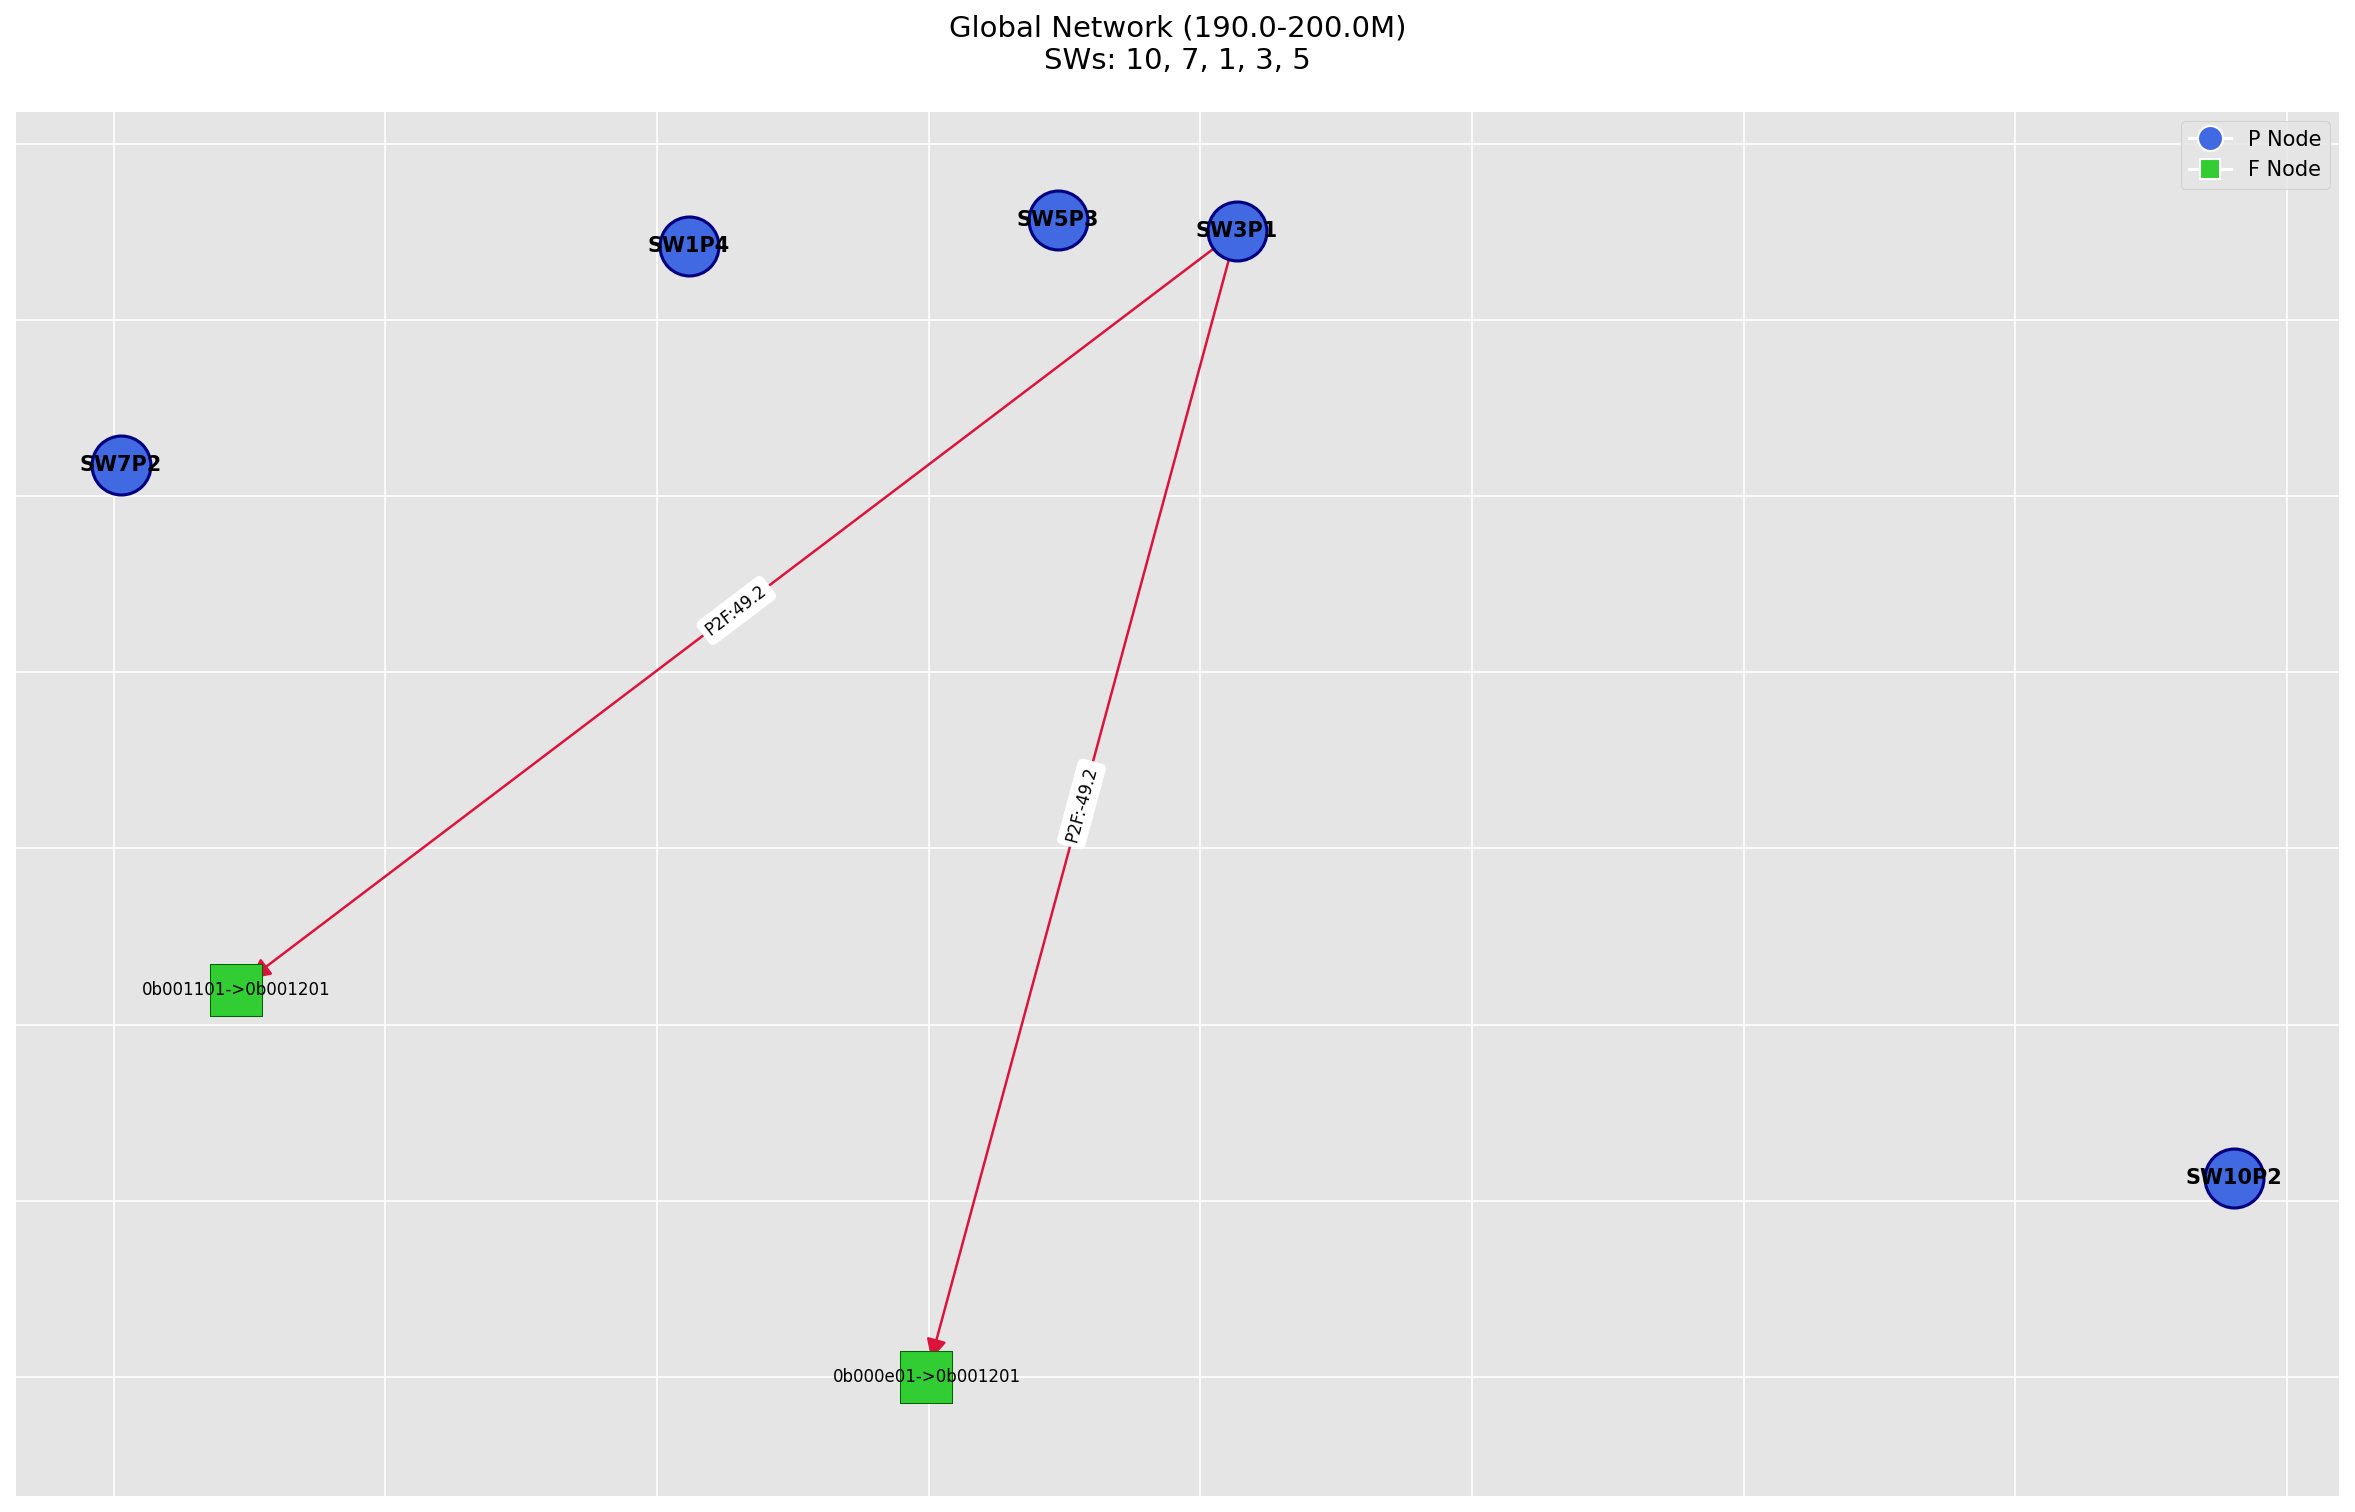 Global Network (190.0-200.0M)
SWs: 10, 7, 1, 3, 5
P Node
F Node
SW5P3
SW3P1
SW1P4
SW7P2
P2F:49.2
P2F:-49.2
0b001101->0b001201
SW10P2
0b000e01->0b001201